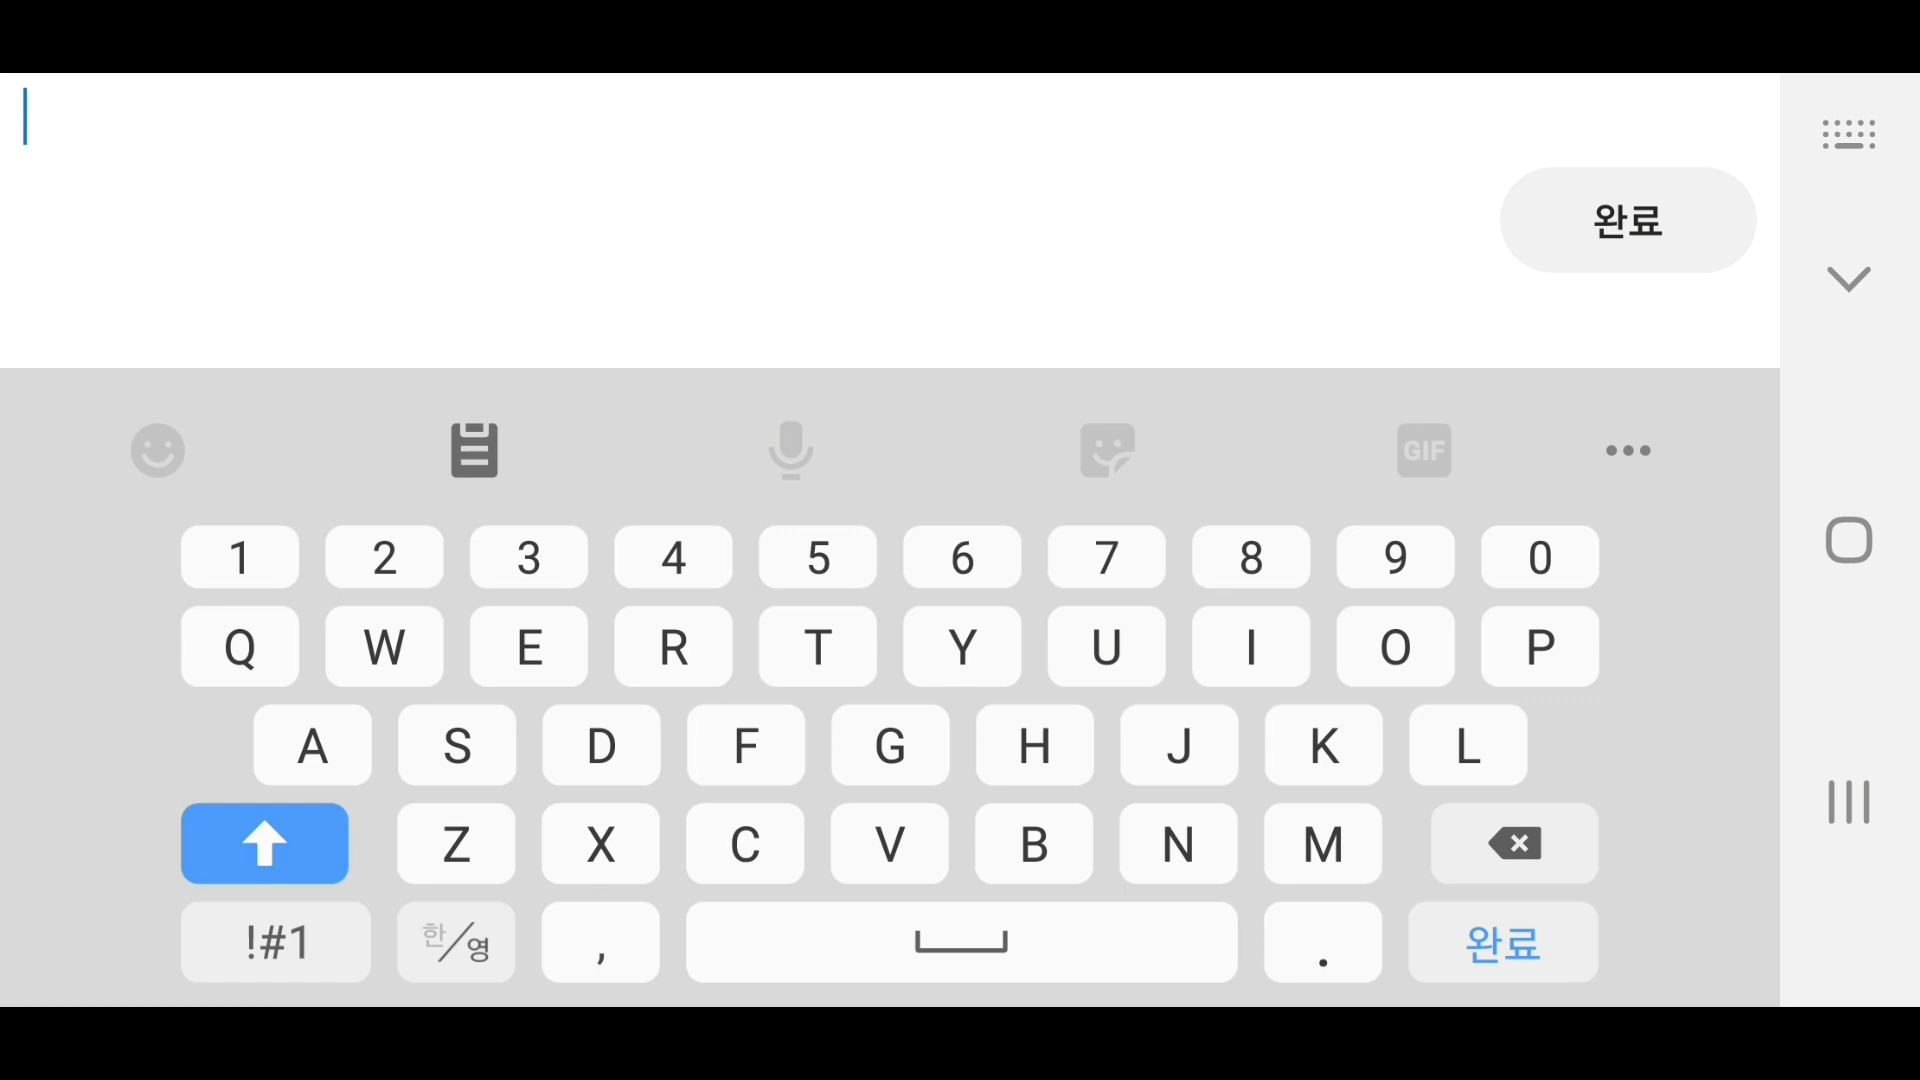 완료
GIF
1 2 3 4 5 6 7 8 9 0
Q W E R T Y U I O P
A S D F G H J K L
Z X C V B N M
!#1 한/영 , . 완료